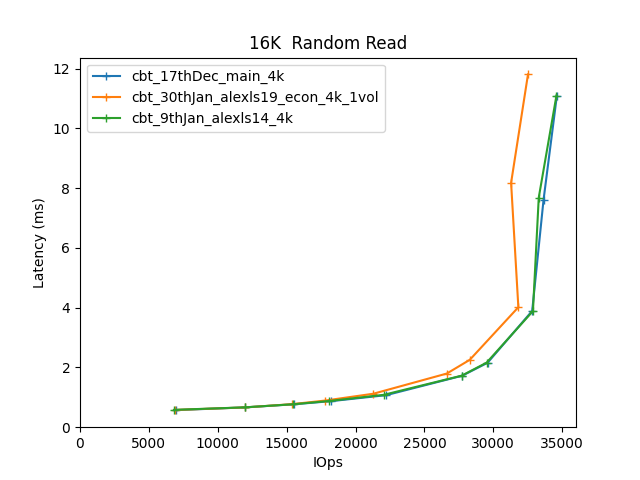 16K  Random Read
cbt_17thDec_main_4k
cbt_30thJan_alexls19_econ_4k_1vol
cbt_9thJan_alexls14_4k
Latency (ms)
12
10
8
6
4
2
0
0 5000 10000 15000 20000 25000 30000 35000
IOps